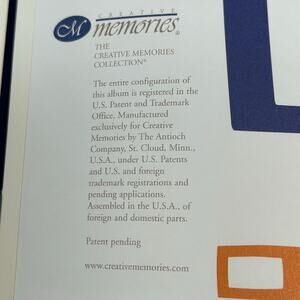 CREATIVE
M memories®
THE
CREATIVE MEMORIES
COLLECTION®
The entire configuration of
this album is registered in the
U.S. Patent and Trademark
Office. Manufactured
exclusively for Creative
Memories by The Antioch
Company, St. Cloud, Minn.,
U.S.A., under U.S. Patents
and U.S. and foreign
trademark registrations and
pending applications.
Assembled in the U.S.A., of
foreign and domestic parts.
Patent pending
www.creativememories.com